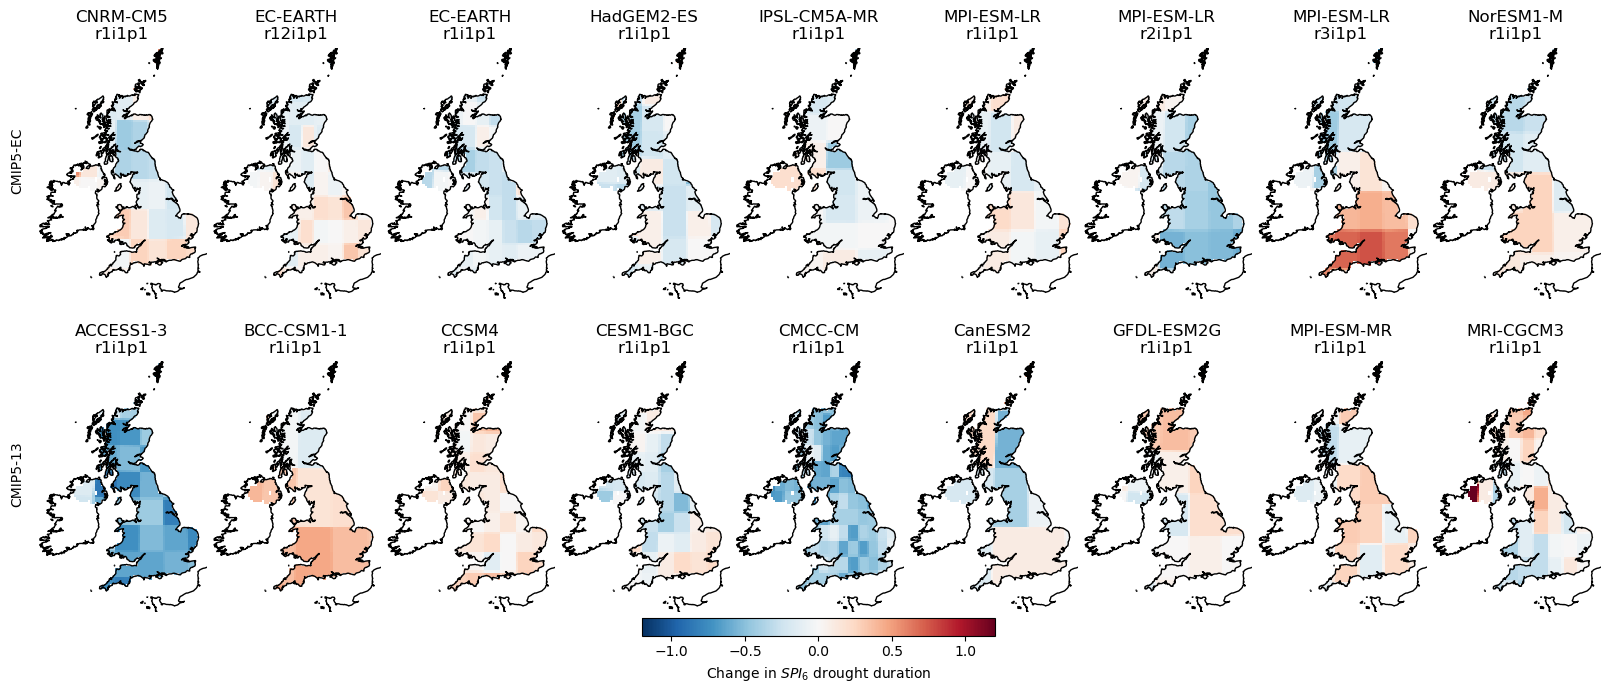 CNRM-CM5
r1i1p1
EC-EARTH
r12i1p1
EC-EARTH
r1i1p1
HadGEM2-ES
r1i1p1
IPSL-CM5A-MR
r1i1p1
MPI-ESM-LR
r1i1p1
MPI-ESM-LR
r2i1p1
MPI-ESM-LR
r3i1p1
NorESM1-M
r1i1p1
CMIP5-EC
ACCESS1-3
r1i1p1
BCC-CSM1-1
r1i1p1
CCSM4
r1i1p1
CESM1-BGC
r1i1p1
CMCC-CM
r1i1p1
CanESM2
r1i1p1
GFDL-ESM2G
r1i1p1
MPI-ESM-MR
r1i1p1
MRI-CGCM3
r1i1p1
CMIP5-13
−1.0 −0.5 0.0 0.5 1.0
Change in SPI₆ drought duration